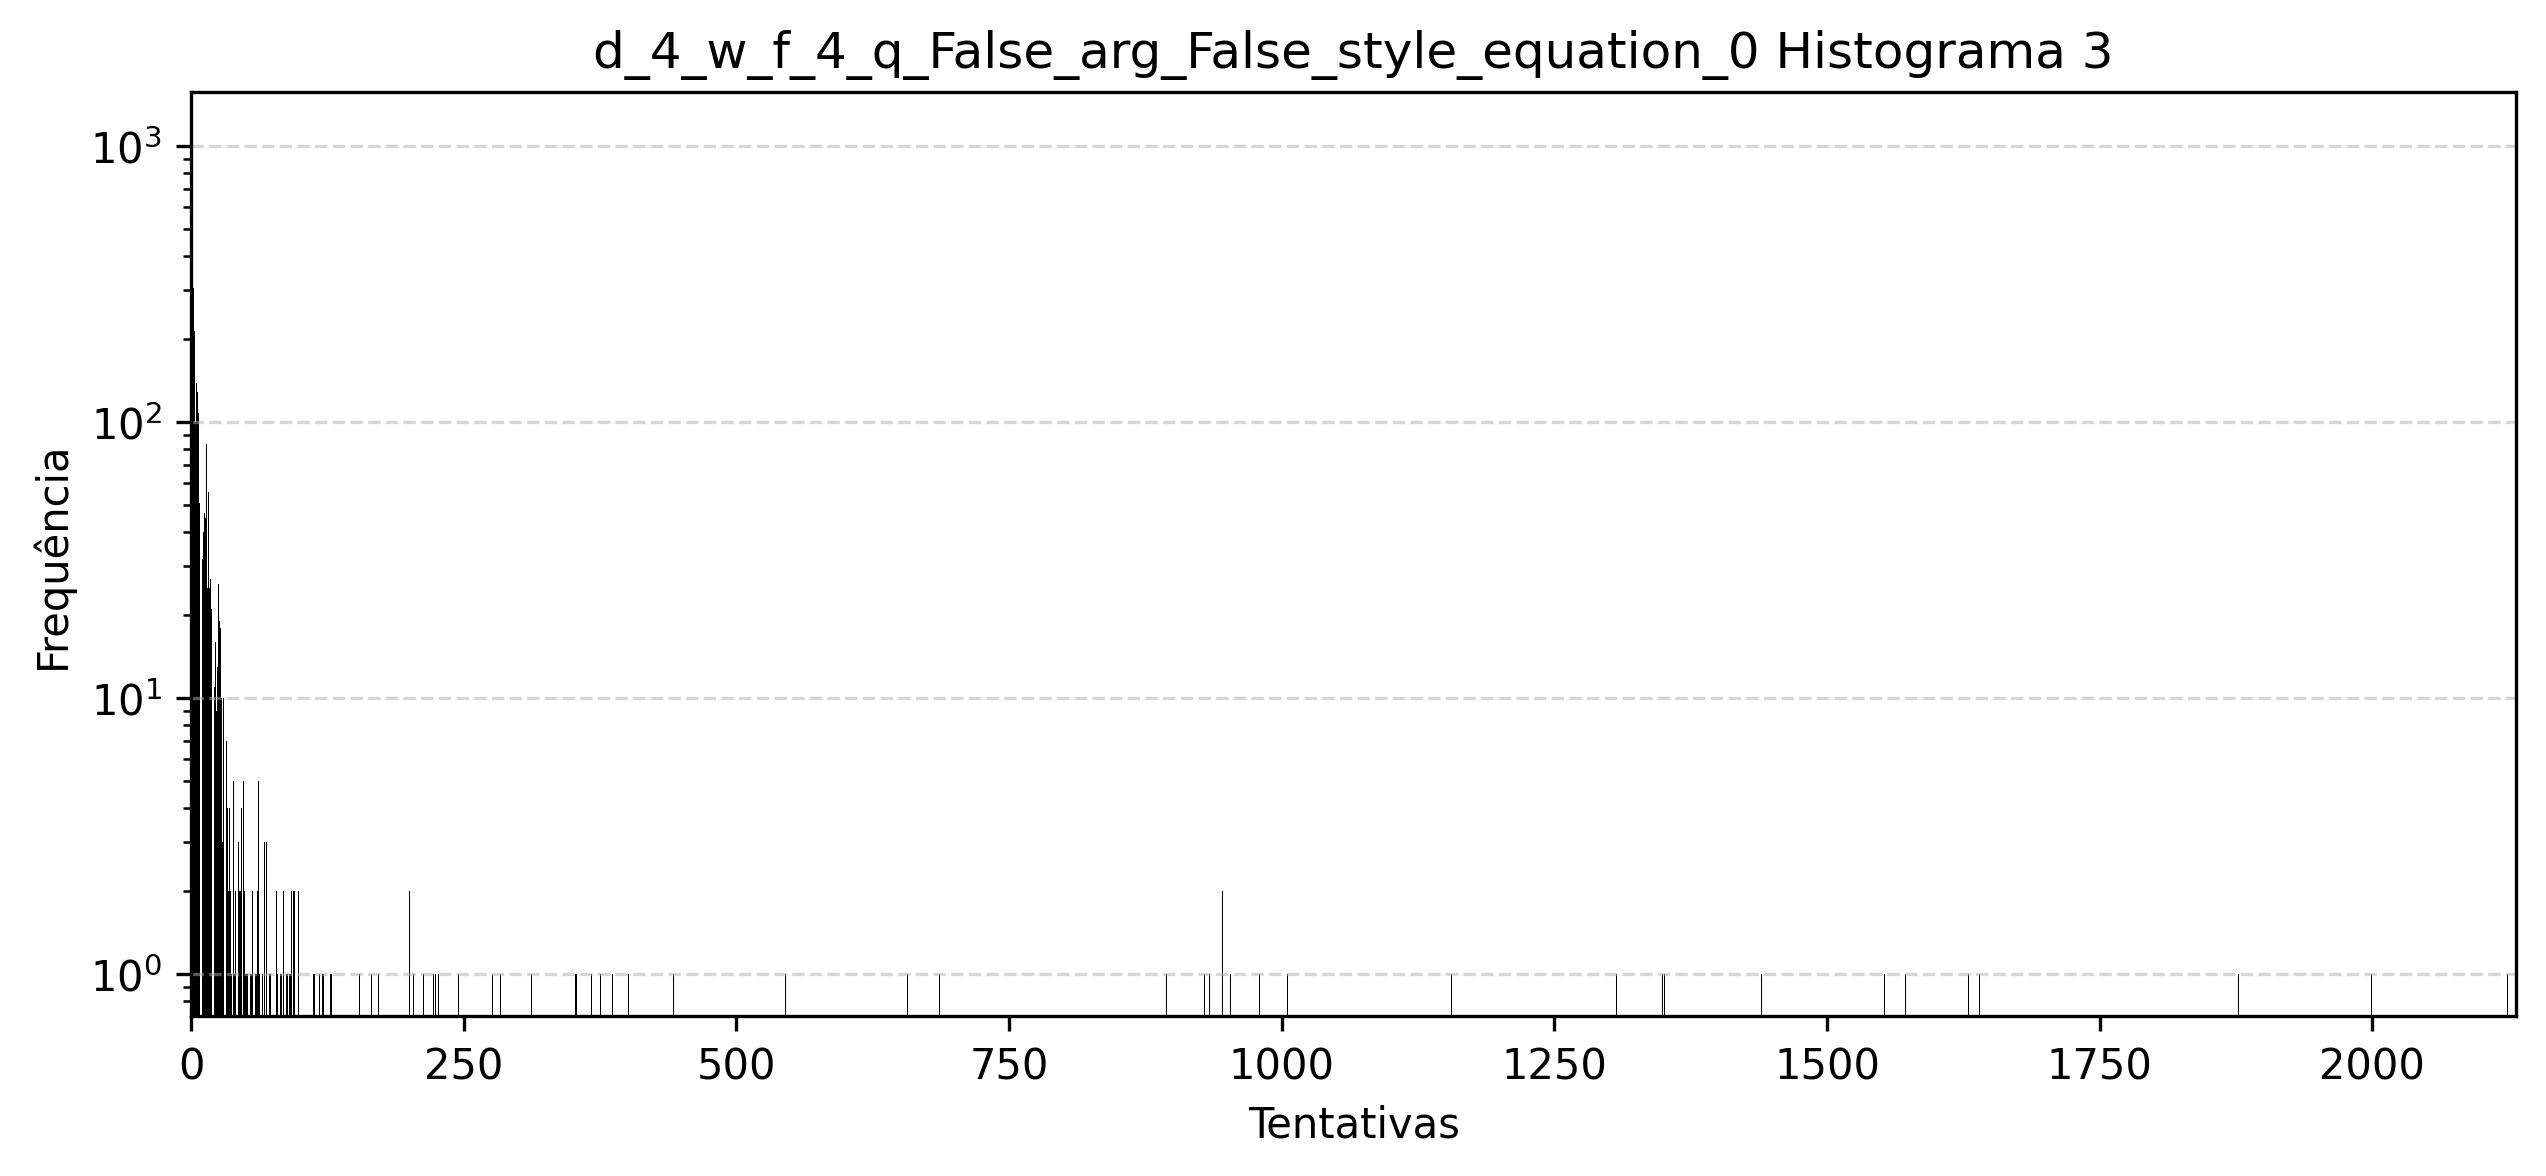 d_4_w_f_4_q_False_arg_False_style_equation_0 Histograma 3
10³
10²
10¹
10⁰
Frequência
0 250 500 750 1000 1250 1500 1750 2000
Tentativas